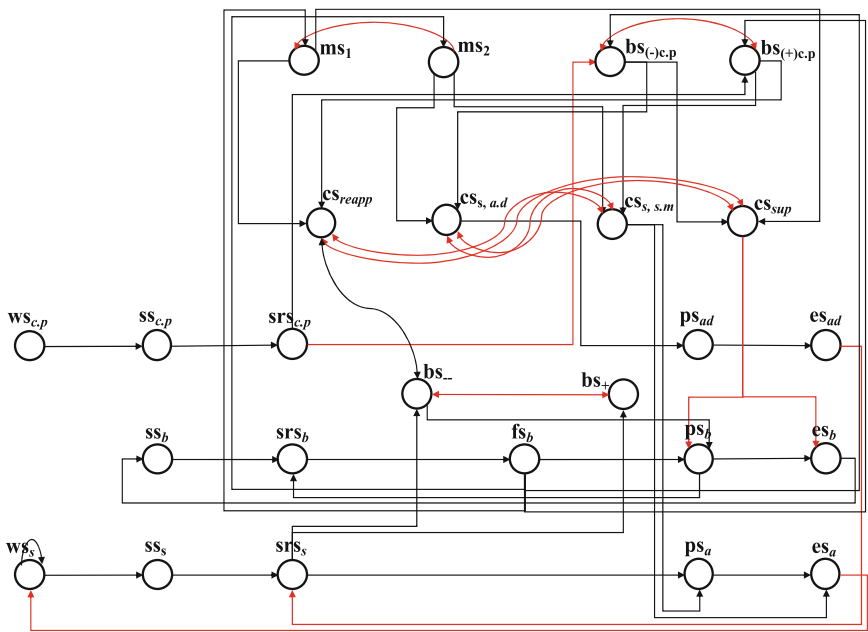 ms1 ms2 bs(-)c.p bs(+)c.p
csreapp css, a.d css, s.m cssup
wsc.p ssc.p srsc.p psad esad
bs-- bs+
ssb srsb fsb psb esb
wss sss srss psa esa